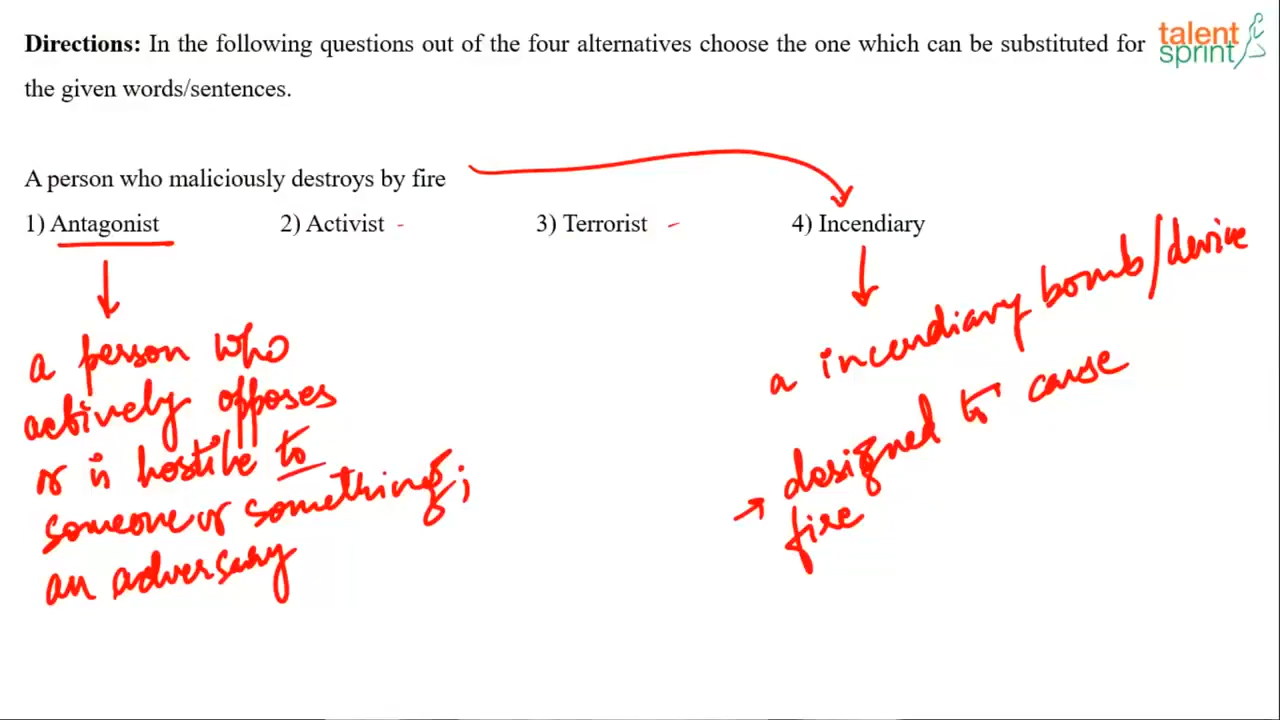 Directions: In the following questions out of the four alternatives choose the one which can be substituted for
the given words/sentences.
talent
sprint
A person who maliciously destroys by fire
1) Antagonist 2) Activist 3) Terrorist 4) Incendiary
a person who
actively opposes
or is hostile to
someone or something;
an adversary
a incendiary bomb/device
designed to cause
fire